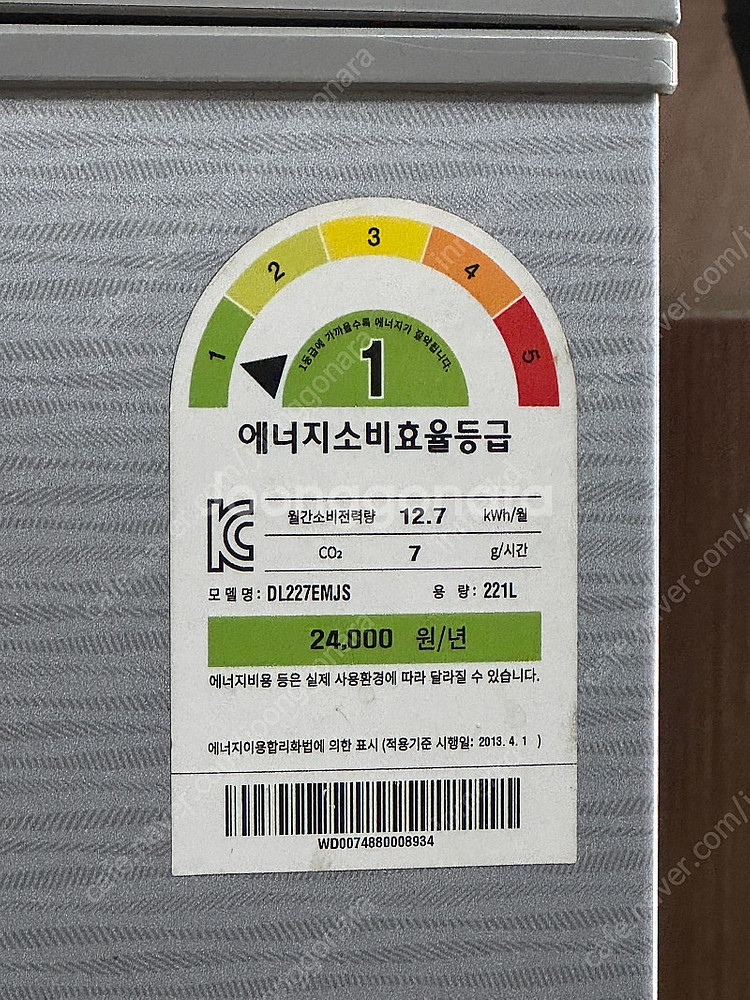 1 2 3 4 5
1등급에 가까울수록 에너지가 절약됩니다.
1
에너지소비효율등급
월간소비전력량 12.7 kWh/월
CO₂ 7 g/시간
모델명: DL227EMJS 용 량: 221L
24,000 원/년
에너지비용 등은 실제 사용환경에 따라 달라질 수 있습니다.
에너지이용합리화법에 의한 표시 (적용기준 시행일: 2013. 4. 1 )
WD0074680008934
joongonara